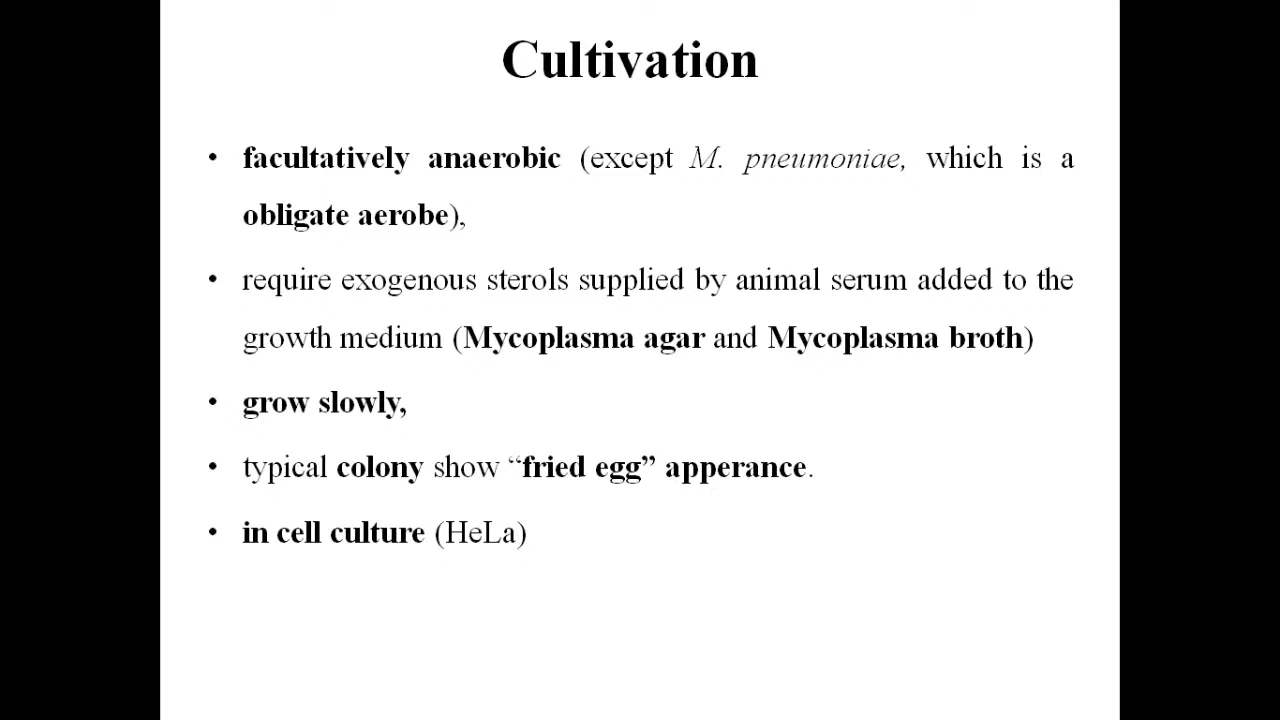 Cultivation
• facultatively anaerobic (except M. pneumoniae, which is a
obligate aerobe),
• require exogenous sterols supplied by animal serum added to the
growth medium (Mycoplasma agar and Mycoplasma broth)
• grow slowly,
• typical colony show “fried egg” apperance.
• in cell culture (HeLa)